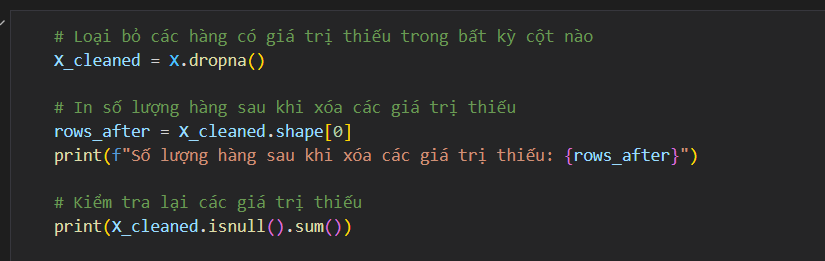 # Loại bỏ các hàng có giá trị thiếu trong bất kỳ cột nào
X_cleaned = X.dropna()
# In số lượng hàng sau khi xóa các giá trị thiếu
rows_after = X_cleaned.shape[0]
print(f"Số lượng hàng sau khi xóa các giá trị thiếu: {rows_after}")
# Kiểm tra lại các giá trị thiếu
print(X_cleaned.isnull().sum())